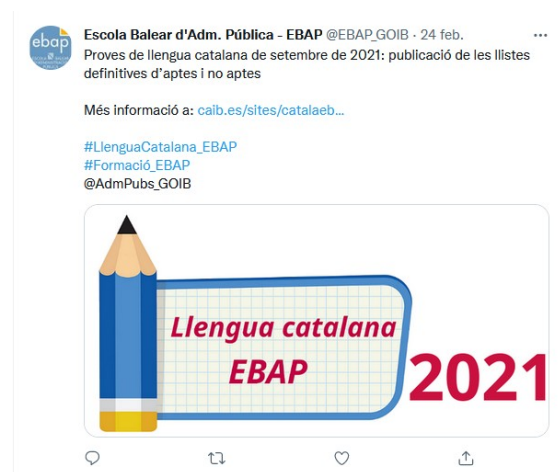 Escola Balear d'Adm. Pública - EBAP @EBAP_GOIB · 24 feb.
Proves de llengua catalana de setembre de 2021: publicació de les llistes
definitives d'aptes i no aptes
Més informació a: caib.es/sites/catalaeb...
#LlenguaCatalana_EBAP
#Formació_EBAP
@AdmPubs_GOIB
ebap
Llengua catalana
EBAP
2021